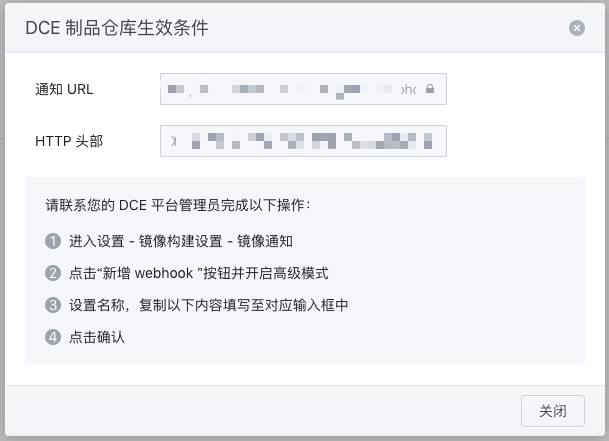 DCE 制品仓库生效条件
通知 URL
HTTP 头部
请联系您的 DCE 平台管理员完成以下操作：
1 进入设置 - 镜像构建设置 - 镜像通知
2 点击“新增 webhook ”按钮并开启高级模式
3 设置名称，复制以下内容填写至对应输入框中
4 点击确认
关闭